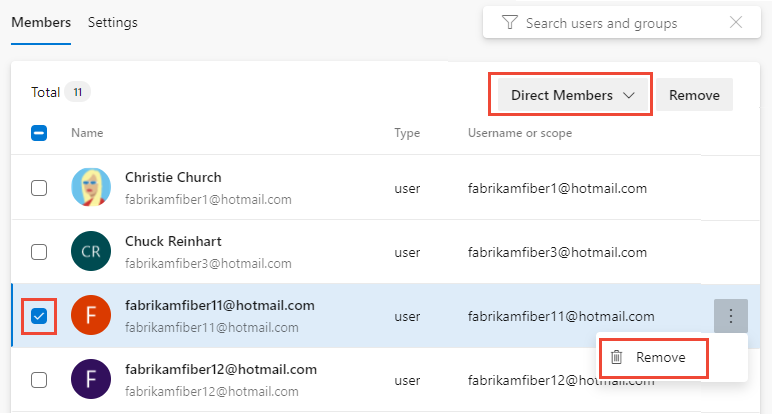 Members Settings
Search users and groups
Total 11
Direct Members Remove
Name Type Username or scope
Christie Church
fabrikamfiber1@hotmail.com user fabrikamfiber1@hotmail.com
CR Chuck Reinhart
fabrikamfiber3@hotmail.com user fabrikamfiber3@hotmail.com
F fabrikamfiber11@hotmail.com
fabrikamfiber11@hotmail.com user fabrikamfiber11@hotmail.com
Remove
F fabrikamfiber12@hotmail.com
fabrikamfiber12@hotmail.com user fabrikamfiber12@hotmail.com